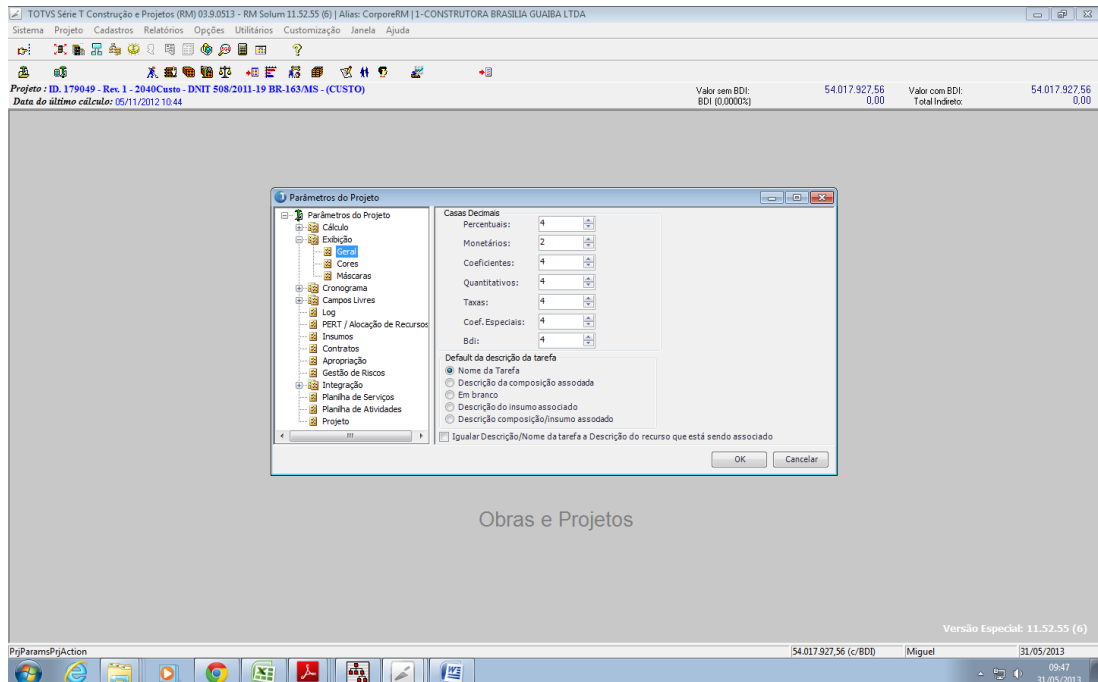 TOTVS Série T Construção e Projetos (RM) 03.9.0513 - RM Solum 11.52.55 (6) | Alias: CorporeRM | 1-CONSTRUTORA BRASILIA GUAIBA LTDA
Sistema Projeto Cadastros Relatórios Opções Utilitários Customização Janela Ajuda
Projeto : ID. 179049 - Rev. 1 - 2040Custo - DNIT 508/2011-19 BR-163/MS - (CUSTO)
Valor sem BDI: 54.017.927,56 Valor com BDI: 54.017.927,56
Data do último cálculo: 05/11/2012 10:44
BDI (0,0000%) 0,00 Total Indireto: 0,00
Parâmetros do Projeto
Parâmetros do Projeto
Cálculo
Exibição
Geral
Cores
Máscaras
Cronograma
Campos Livres
Log
PERT / Alocação de Recursos
Insumos
Contratos
Apropriação
Gestão de Riscos
Integração
Planilha de Serviços
Planilha de Atividades
Projeto
Casas Decimais
Percentuais: 4
Monetários: 2
Coeficientes: 4
Quantitativos: 4
Taxas: 4
Coef. Especiais: 4
Bdi: 4
Default da descrição da tarefa
Nome da Tarefa
Descrição da composição assodada
Em branco
Descrição do insumo associado
Descrição composição/insumo assodado
Igualar Descrição/Nome da tarefa a Descrição do recurso que está sendo associado
OK Cancelar
Obras e Projetos
Versão Especial: 11.52.55 (6)
PrjParamsPrjAction 54.017.927,56 (c/BDI) Miguel 31/05/2013
09:47
31/05/2013